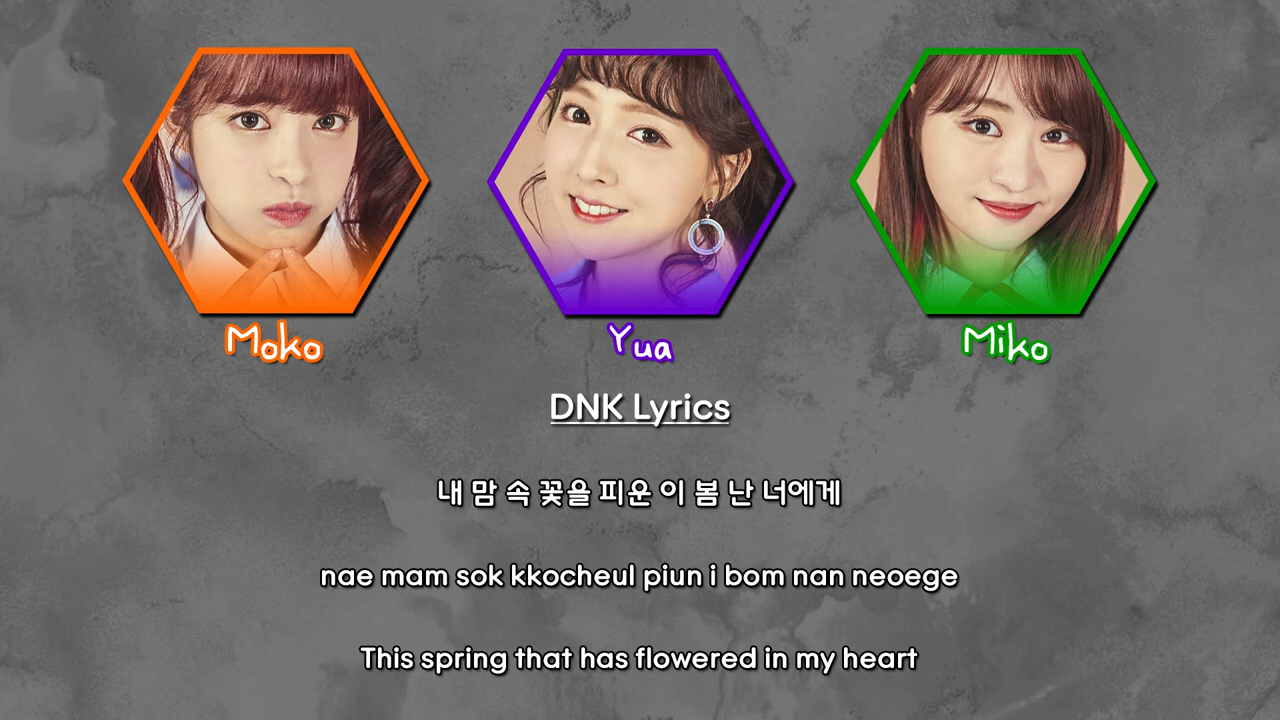 Moko
Yua
Miko
DNK Lyrics
내 맘 속 꽃을 피운 이 봄 난 너에게
nae mam sok kkocheul piun i bom nan neoege
This spring that has flowered in my heart